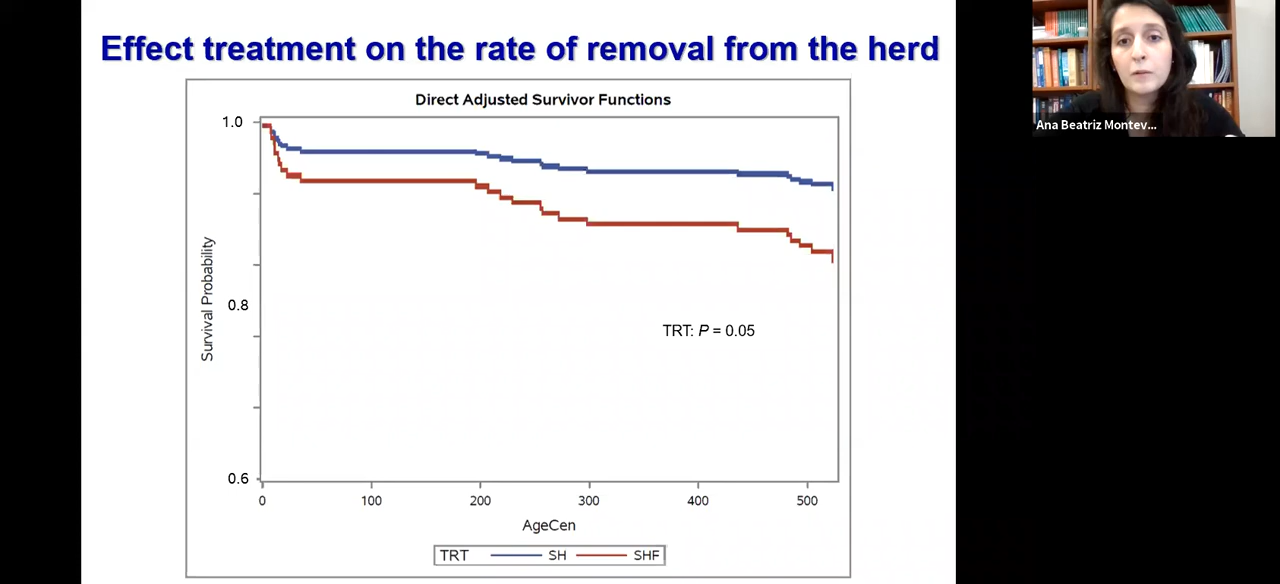 Effect treatment on the rate of removal from the herd
Direct Adjusted Survivor Functions
Survival Probability
1.0
0.8
0.6
TRT: P = 0.05
0 100 200 300 400 500
AgeCen
TRT SH SHF
Ana Beatriz Montev...